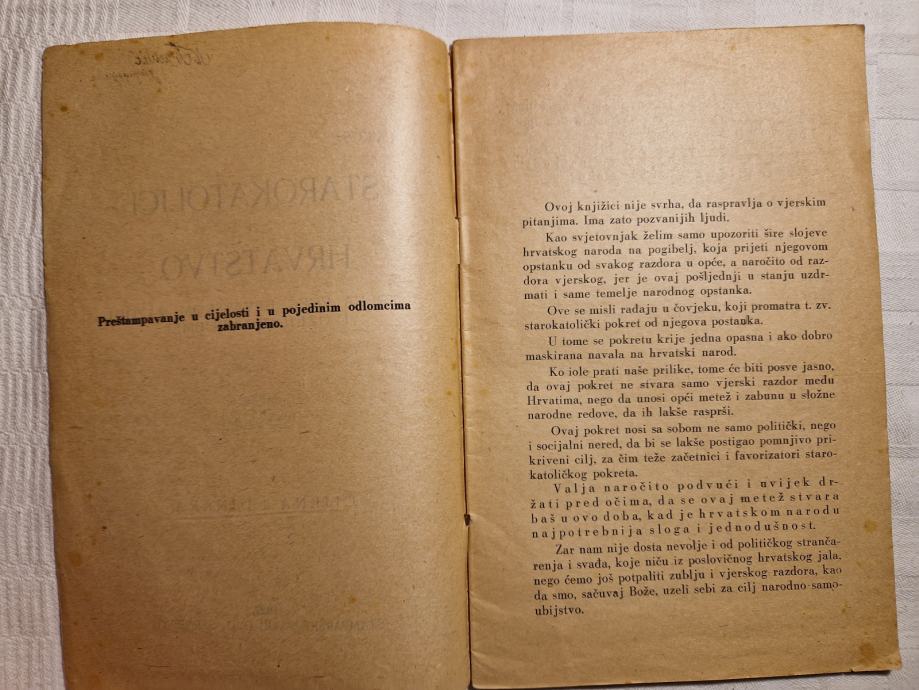 STAROKATOLICI
HRVATSTVO
Preštampavanje u cijelosti i u pojedinim odlomcima
zabranjeno.
Ovoj knjižici nije svrha, da raspravlja o vjerskim
pitanjima. Ima zato pozvanijih ljudi.
Kao svjetovnjak želim samo upozoriti šire slojeve
hrvatskog naroda na pogibelj, koja prijeti njegovom
opstanku od svakog razdora u opće, a naročito od raz-
dora vjerskog, jer je ovaj pošljednji u stanju uzdr-
mati i same temelje narodnog opstanka.
Ove se misli rađaju u čovjeku, koji promatra t. zv.
starokatolički pokret od njegova postanka.
U tome se pokretu krije jedna opasna i ako dobro
maskirana navala na hrvatski narod.
Ko iole prati naše prilike, tome će biti posve jasno,
da ovaj pokret ne stvara samo vjerski razdor među
Hrvatima, nego da unosi opći metež i zabunu u složne
narodne redove, da ih lakše rasprši.
Ovaj pokret nosi sa sobom ne samo politički, nego
i socijalni nered, da bi se lakše postigao pomnjivo pri-
kriveni cilj, za čim teže začetnici i favorizatori staro-
katoličkog pokreta.
Valja naročito podvući i uvijek dr-
žati pred očima, da se ovaj metež stvara
baš u ovo doba, kad je hrvatskom narodu
najpotrebnija sloga i jednodušnost.
Zar nam nije dosta nevolje i od političkog stranča-
renja i svađa, koje niču iz poslovičnog hrvatskog jala,
nego ćemo još potpaliti zublju i vjerskog razdora, kao
da smo, sačuvaj Bože, uzeli sebi za cilj narodno samo-
ubijstvo.